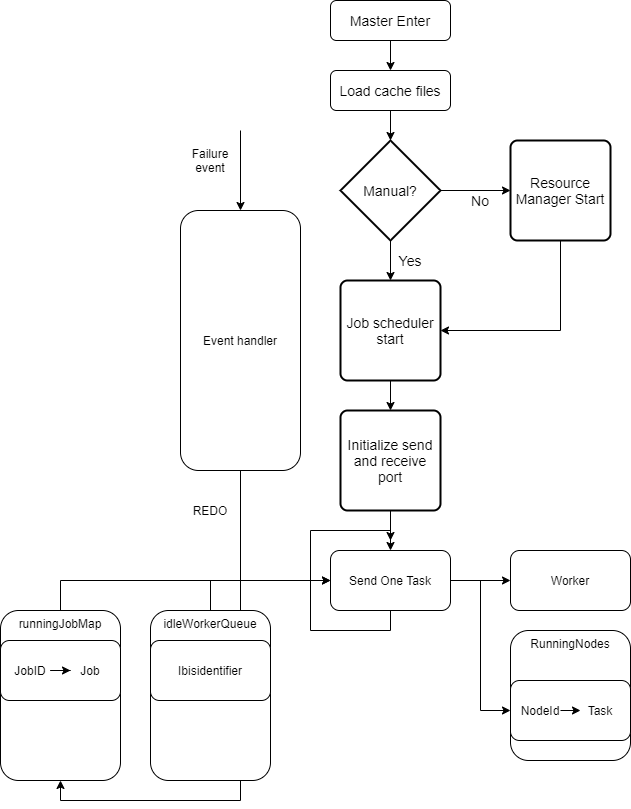 Master Enter
Load cache files
Failure
event
Manual?
No
Resource
Manager Start
Yes
Event handler
Job scheduler
start
Initialize send
and receive
port
REDO
Send One Task
Worker
runningJobMap
idleWorkerQueue
RunningNodes
JobID
Job
Ibisidentifier
NodeId
Task